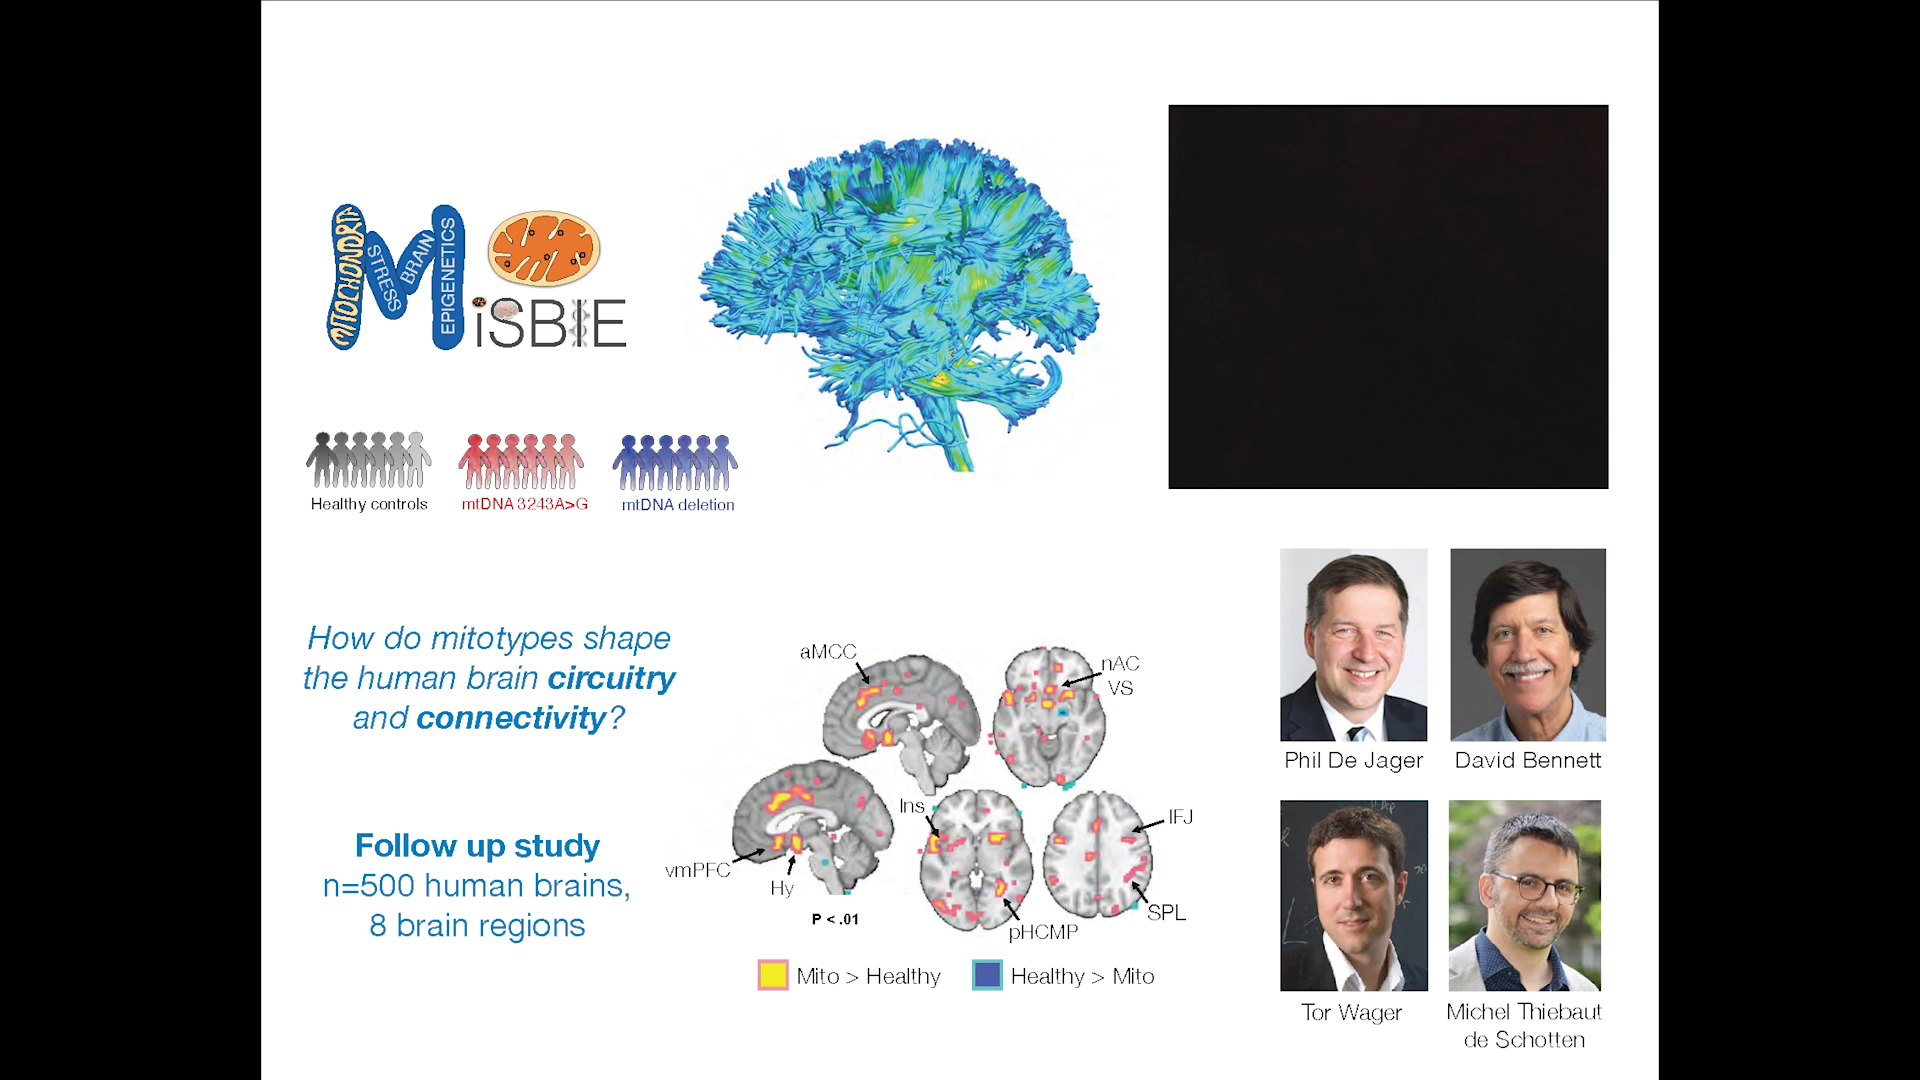 MITOCHONDRIA
STRESS
BRAIN
EPIGENETICS
iSBIE
Healthy controls
mtDNA 3243A>G
mtDNA deletion
How do mitotypes shape
the human brain circuitry
and connectivity?
Follow up study
n=500 human brains,
8 brain regions
aMCC
nAC
VS
Ins
IFJ
vmPFC
Hy
P < .01
SPL
pHCMP
Mito > Healthy
Healthy > Mito
Phil De Jager
David Bennett
Tor Wager
Michel Thiebaut
de Schotten